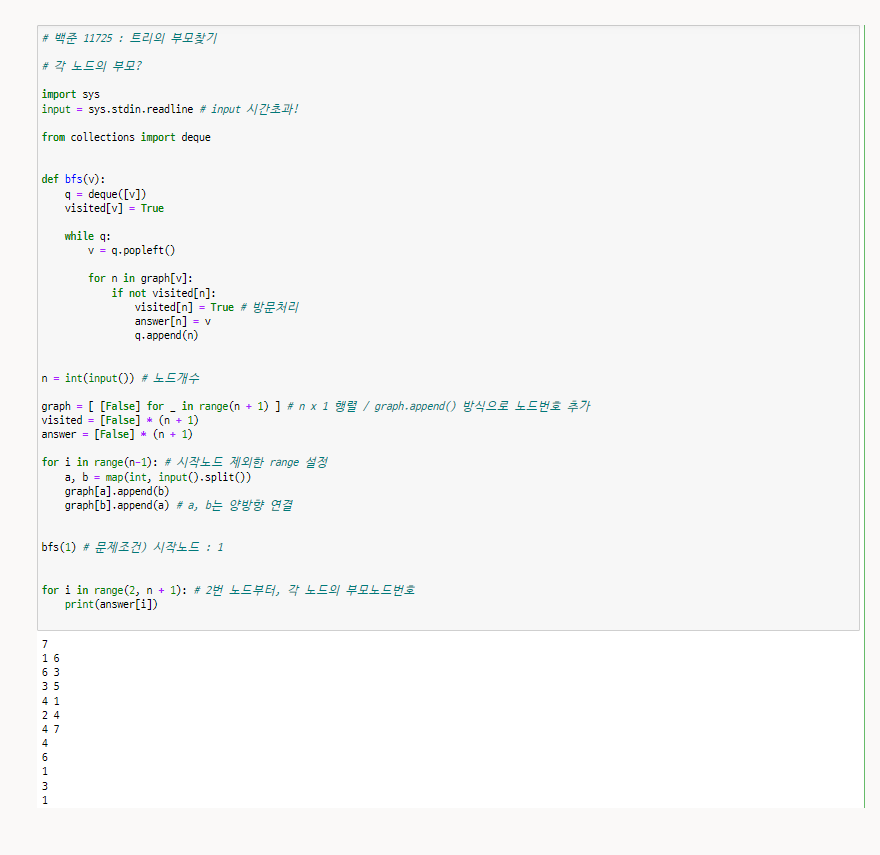 # 백준 11725 : 트리의 부모찾기
# 각 노드의 부모?
import sys
input = sys.stdin.readline # input 시간초과!
from collections import deque
def bfs(v):
    q = deque([v])
    visited[v] = True
    while q:
        v = q.popleft()
        for n in graph[v]:
            if not visited[n]:
                visited[n] = True # 방문처리
                answer[n] = v
                q.append(n)
n = int(input()) # 노드개수
graph = [ [False] for _ in range(n + 1) ] # n x 1 행렬 / graph.append() 방식으로 노드번호 추가
visited = [False] * (n + 1)
answer = [False] * (n + 1)
for i in range(n-1): # 시작노드 제외한 range 설정
    a, b = map(int, input().split())
    graph[a].append(b)
    graph[b].append(a) # a, b는 양방향 연결
bfs(1) # 문제조건) 시작노드 : 1
for i in range(2, n + 1): # 2번 노드부터, 각 노드의 부모노드번호
    print(answer[i])
7
1 6
6 3
3 5
4 1
2 4
4 7
4
6
1
3
1